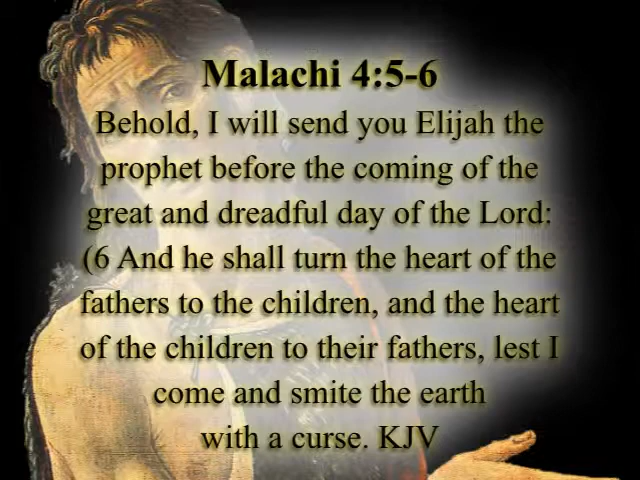 Malachi 4:5-6
Behold, I will send you Elijah the
prophet before the coming of the
great and dreadful day of the Lord:
(6 And he shall turn the heart of the
fathers to the children, and the heart
of the children to their fathers, lest I
come and smite the earth
with a curse. KJV